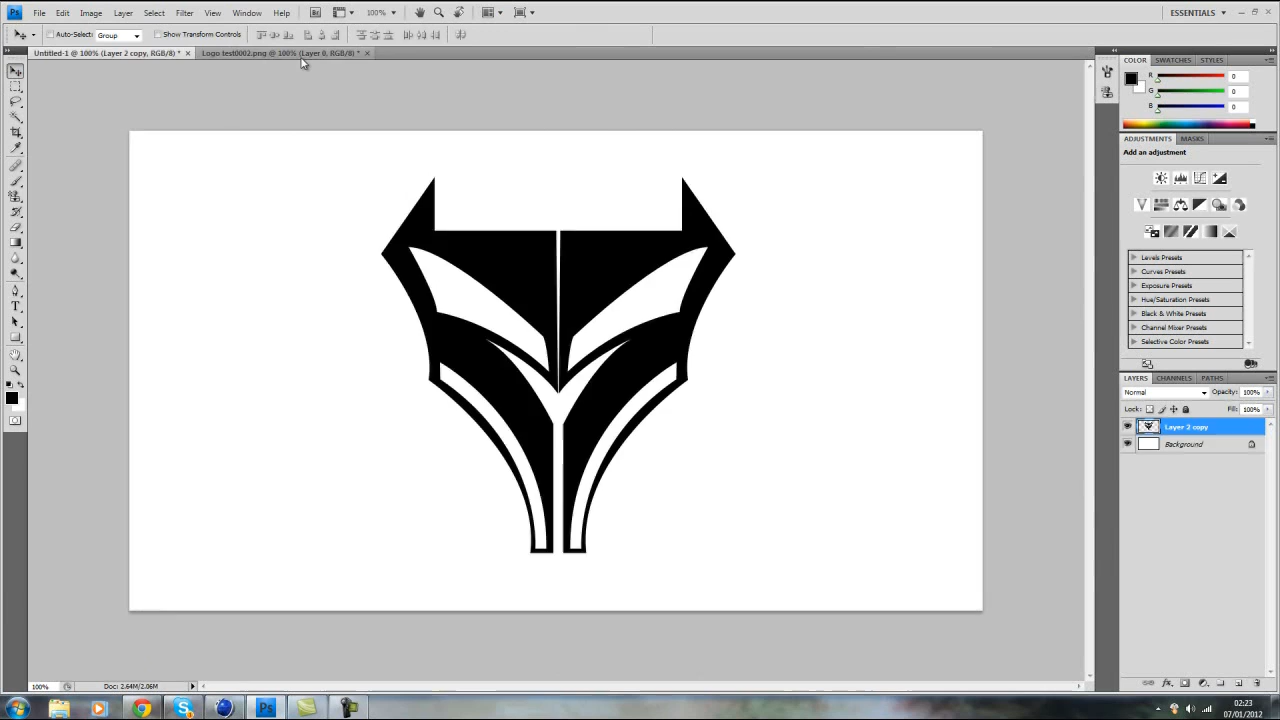 Ps File Edit Image Layer Select Filter View Window Help Br 100% ESSENTIALS
Auto-Select: Group Show Transform Controls
Untitled-1 @ 100% (Layer 2 copy, RGB/8) * × Logo test0002.png @ 100% (Layer 0, RGB/8) * ×
COLOR SWATCHES STYLES
R 0
G 0
B 0
ADJUSTMENTS MASKS
Add an adjustment
Levels Presets
Curves Presets
Exposure Presets
Hue/Saturation Presets
Black & White Presets
Channel Mixer Presets
Selective Color Presets
LAYERS CHANNELS PATHS
Normal Opacity: 100%
Lock: Fill: 100%
Layer 2 copy
Background
100% Doc: 2.64M/2.06M
Ps
02:23
07/01/2012